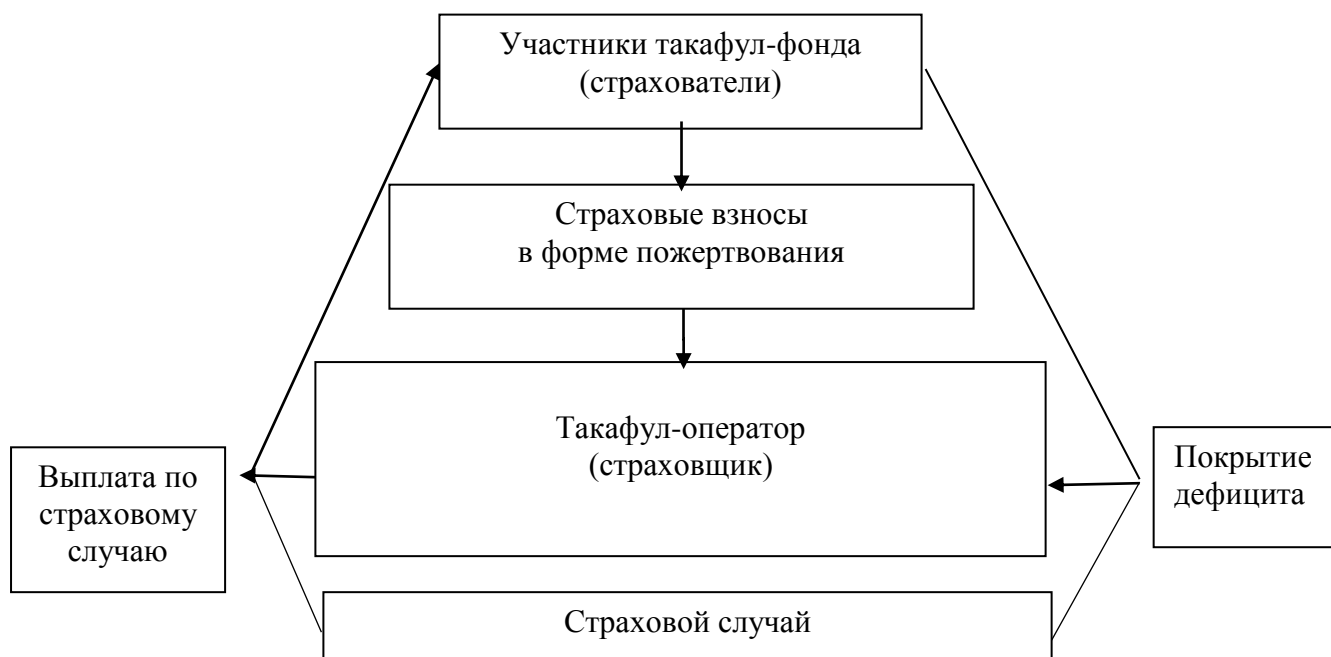 Участники такафул-фонда
(страхователи)
Страховые взносы
в форме пожертвования
Такафул-оператор
(страховщик)
Выплата по
страховому
случаю
Покрытие
дефицита
Страховой случай